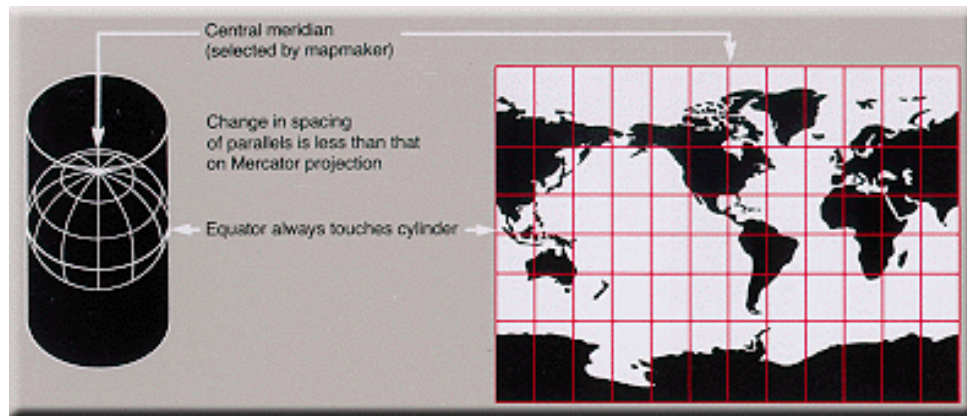 Central meridian
(selected by mapmaker)
Change in spacing
of parallels is less than that
on Mercator projection
Equator always touches cylinder